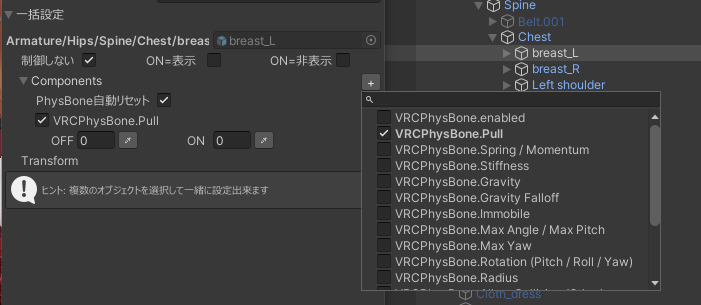 一括設定
Armature/Hips/Spine/Chest/breas
breast_L
制御しない
ON=表示
ON=非表示
Components
+
PhysBone自動リセット
VRCPhysBone.Pull
OFF 0
ON 0
Transform
ヒント: 複数のオブジェクトを選択して一緒に設定出来ます
Spine
Belt.001
Chest
breast_L
breast_R
Left shoulder
VRCPhysBone.enabled
VRCPhysBone.Pull
VRCPhysBone.Spring / Momentum
VRCPhysBone.Stiffness
VRCPhysBone.Gravity
VRCPhysBone.Gravity Falloff
VRCPhysBone.Immobile
VRCPhysBone.Max Angle / Max Pitch
VRCPhysBone.Max Yaw
VRCPhysBone.Rotation (Pitch / Roll / Yaw)
VRCPhysBone.Radius
Cloth_dress